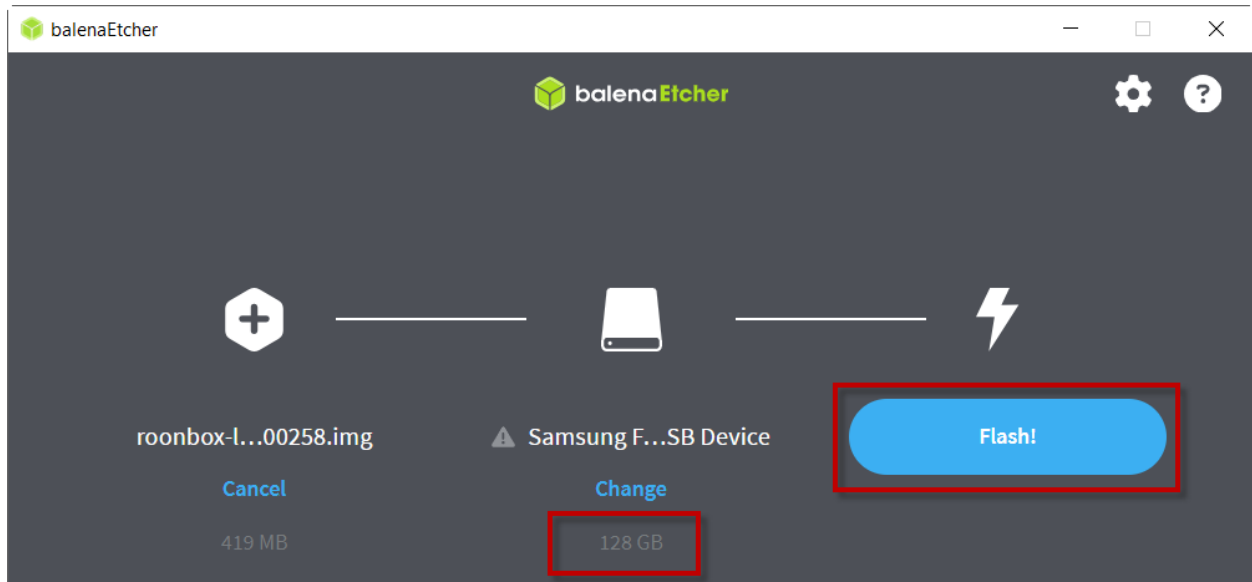 balenaEtcher
balenaEtcher
?
roonbox-l...00258.img
Samsung F...SB Device
Flash!
Cancel
Change
419 MB
128 GB